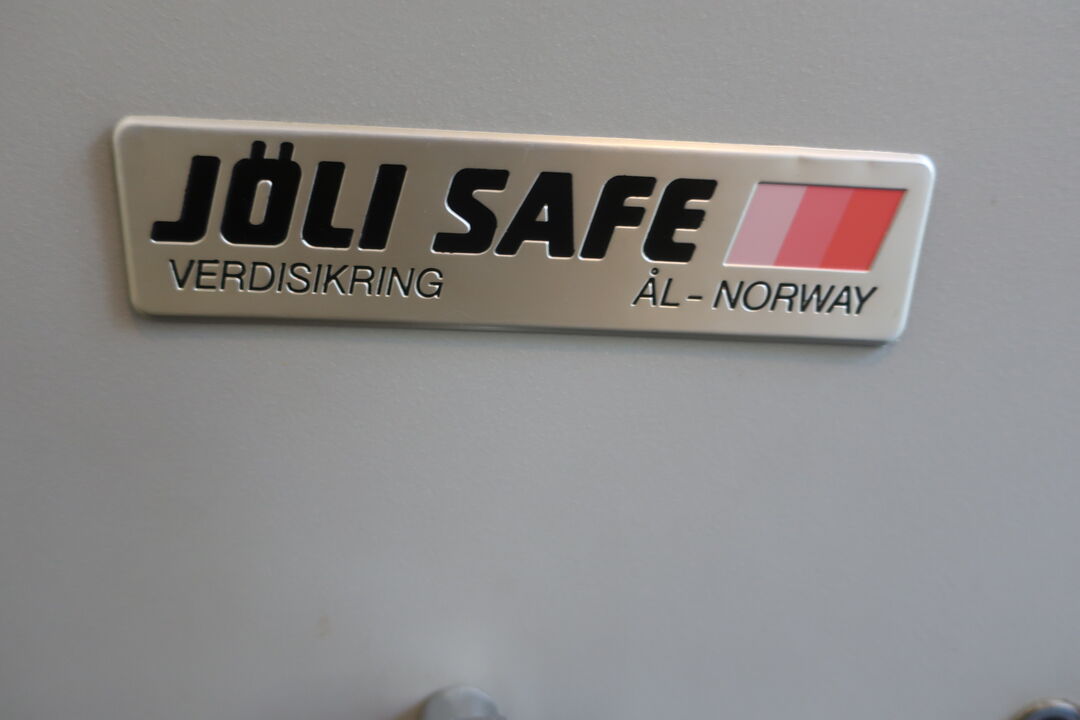 JÖLI SAFE
VERDISIKRING ÅL - NORWAY